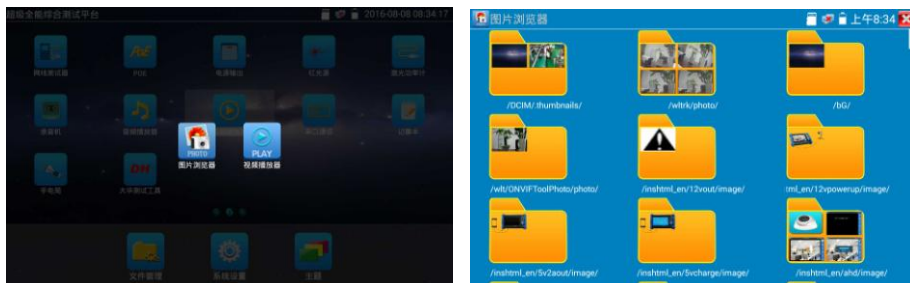 超级全能综合测试平台
2016-08-08 08:34:17
网线测试器
POE
电源输出
红光源
激光功率计
录音机
音频播放器
串口调试
记事本
手电筒
DH
大华测试工具
PHOTO
图片浏览器
PLAY
视频播放器
文件管理
系统设置
主题
图片浏览器
上午8:34
/DCIM/.thumbnails/
/wltrk/photo/
/bG/
/wlt/ONVIFToolPhoto/photo/
/inshtml_en/12vout/image/
tml_en/12vpowerup/image/
/inshtml_en/5v2aout/image/
/inshtml_en/5vcharge/image/
/inshtml_en/ahd/image/